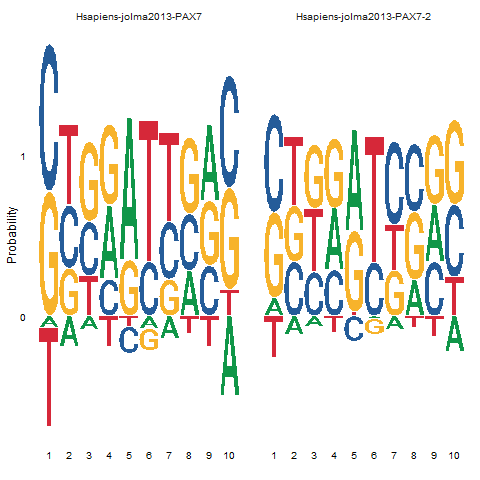 Hsapiens-jolma2013-PAX7
Hsapiens-jolma2013-PAX7-2
Probability
1
0
C T G G A T T G A C
G C C A G C C C G G
A G T C T A G A C T
T A A T C G A T T A
C T G G A T C C G G
G G T A G C T G A C
A C C C T A G A C T
T A A T C G A T T A
1 2 3 4 5 6 7 8 9 10
1 2 3 4 5 6 7 8 9 10